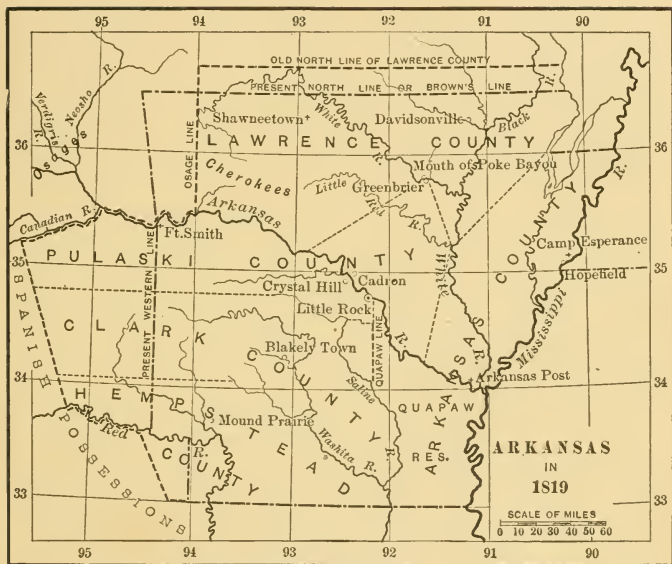 95 94 93 92 91 90
OLD NORTH LINE OF LAWRENCE COUNTY
PRESENT NORTH LINE OR BROWN'S LINE
Verdigris R.
Neosho R.
Osages
Shawneetown
White R.
Davidsonville
Black R.
36 LAWRENCE COUNTY 36
OSAGE LINE
Cherokees
Mouth of Poke Bayou
Little Red R.
Greenbrier
Arkansas
Canadian R.
Ft. Smith
White R.
COUNTY
Camp Esperance
35 PULASKI COUNTY 35
Hopefield
Crystal Hill
Cadron
Mississippi R.
SPANISH POSSESSIONS
PRESENT WESTERN LINE
Little Rock
QUAPAW LINE
R.
CLARK COUNTY
Blakely Town
ARKANSAS
Saline R.
Arkansas Post
34 34
HEMPSTEAD COUNTY
Mound Prairie
QUAPAW
RES.
Washita R.
Red R.
ARKANSAS
IN
1819
33 33
SCALE OF MILES
0 10 20 30 40 50 60
95 94 93 92 91 90